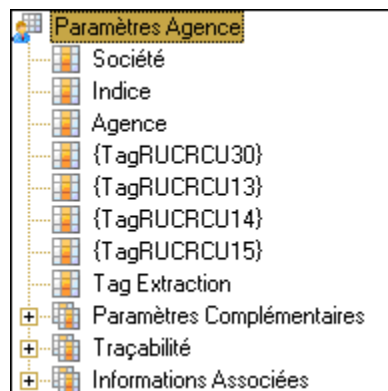 Paramètres Agence
Société
Indice
Agence
{TagRUCRCU30}
{TagRUCRCU13}
{TagRUCRCU14}
{TagRUCRCU15}
Tag Extraction
Paramètres Complémentaires
Traçabilité
Informations Associées